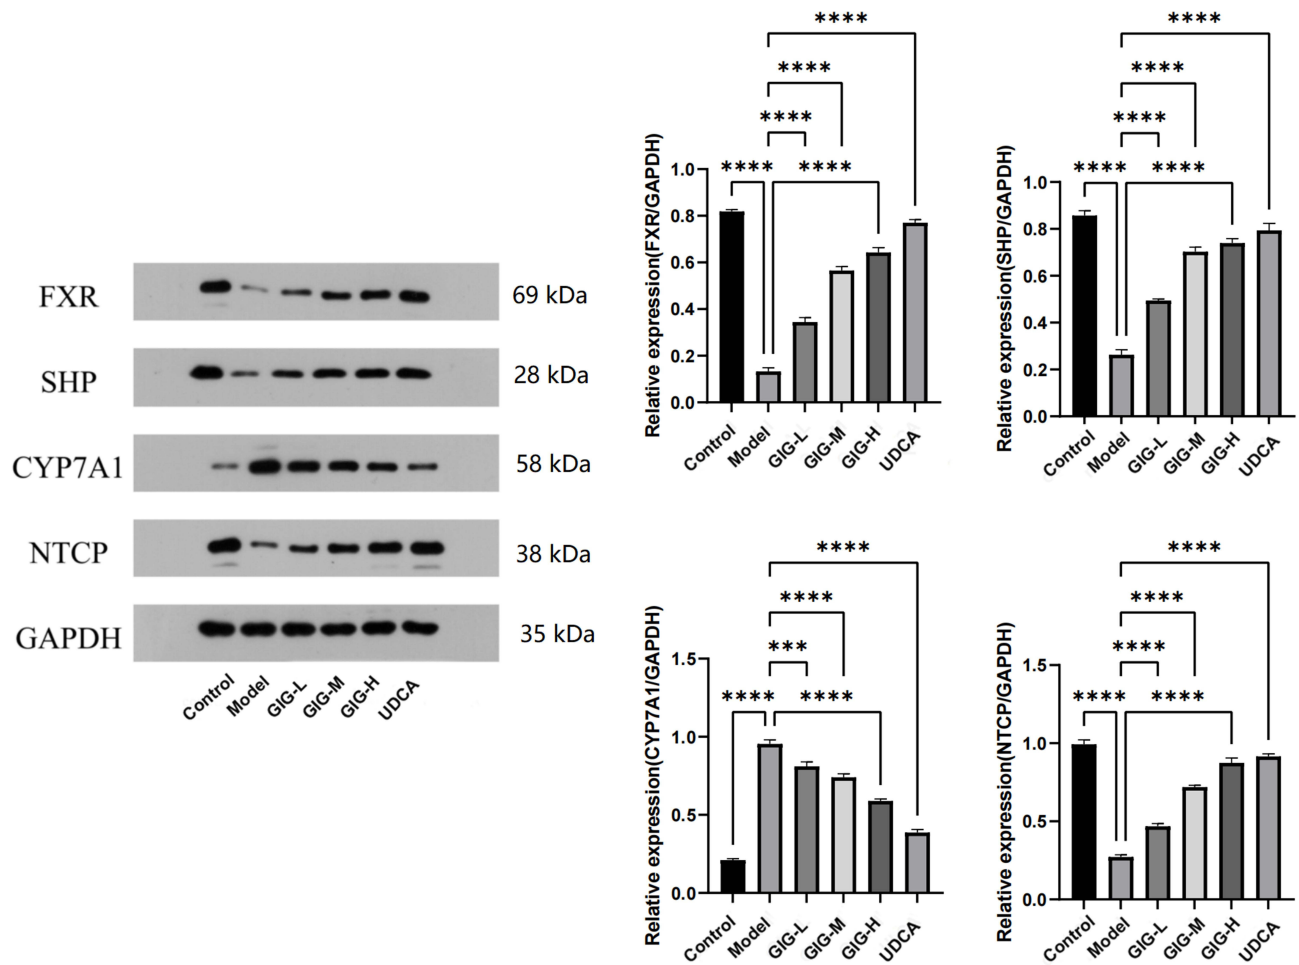 FXR
69 kDa
SHP
28 kDa
CYP7A1
58 kDa
NTCP
38 kDa
GAPDH
35 kDa
Control
Model
GIG-L
GIG-M
GIG-H
UDCA
Relative expression(FXR/GAPDH)
1.0
0.8
0.6
0.4
0.2
0.0
****
****
****
**** ****
Control
Model
GIG-L
GIG-M
GIG-H
UDCA
Relative expression(SHP/GAPDH)
1.0
0.8
0.6
0.4
0.2
0.0
****
****
****
**** ****
Control
Model
GIG-L
GIG-M
GIG-H
UDCA
Relative expression(CYP7A1/GAPDH)
1.5
1.0
0.5
0.0
****
****
***
**** ****
Control
Model
GIG-L
GIG-M
GIG-H
UDCA
Relative expression(NTCP/GAPDH)
1.5
1.0
0.5
0.0
****
****
****
**** ****
Control
Model
GIG-L
GIG-M
GIG-H
UDCA